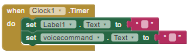 when Clock1 .Timer
do set Label1 . Text to " "
set voicecommand . Text to " "